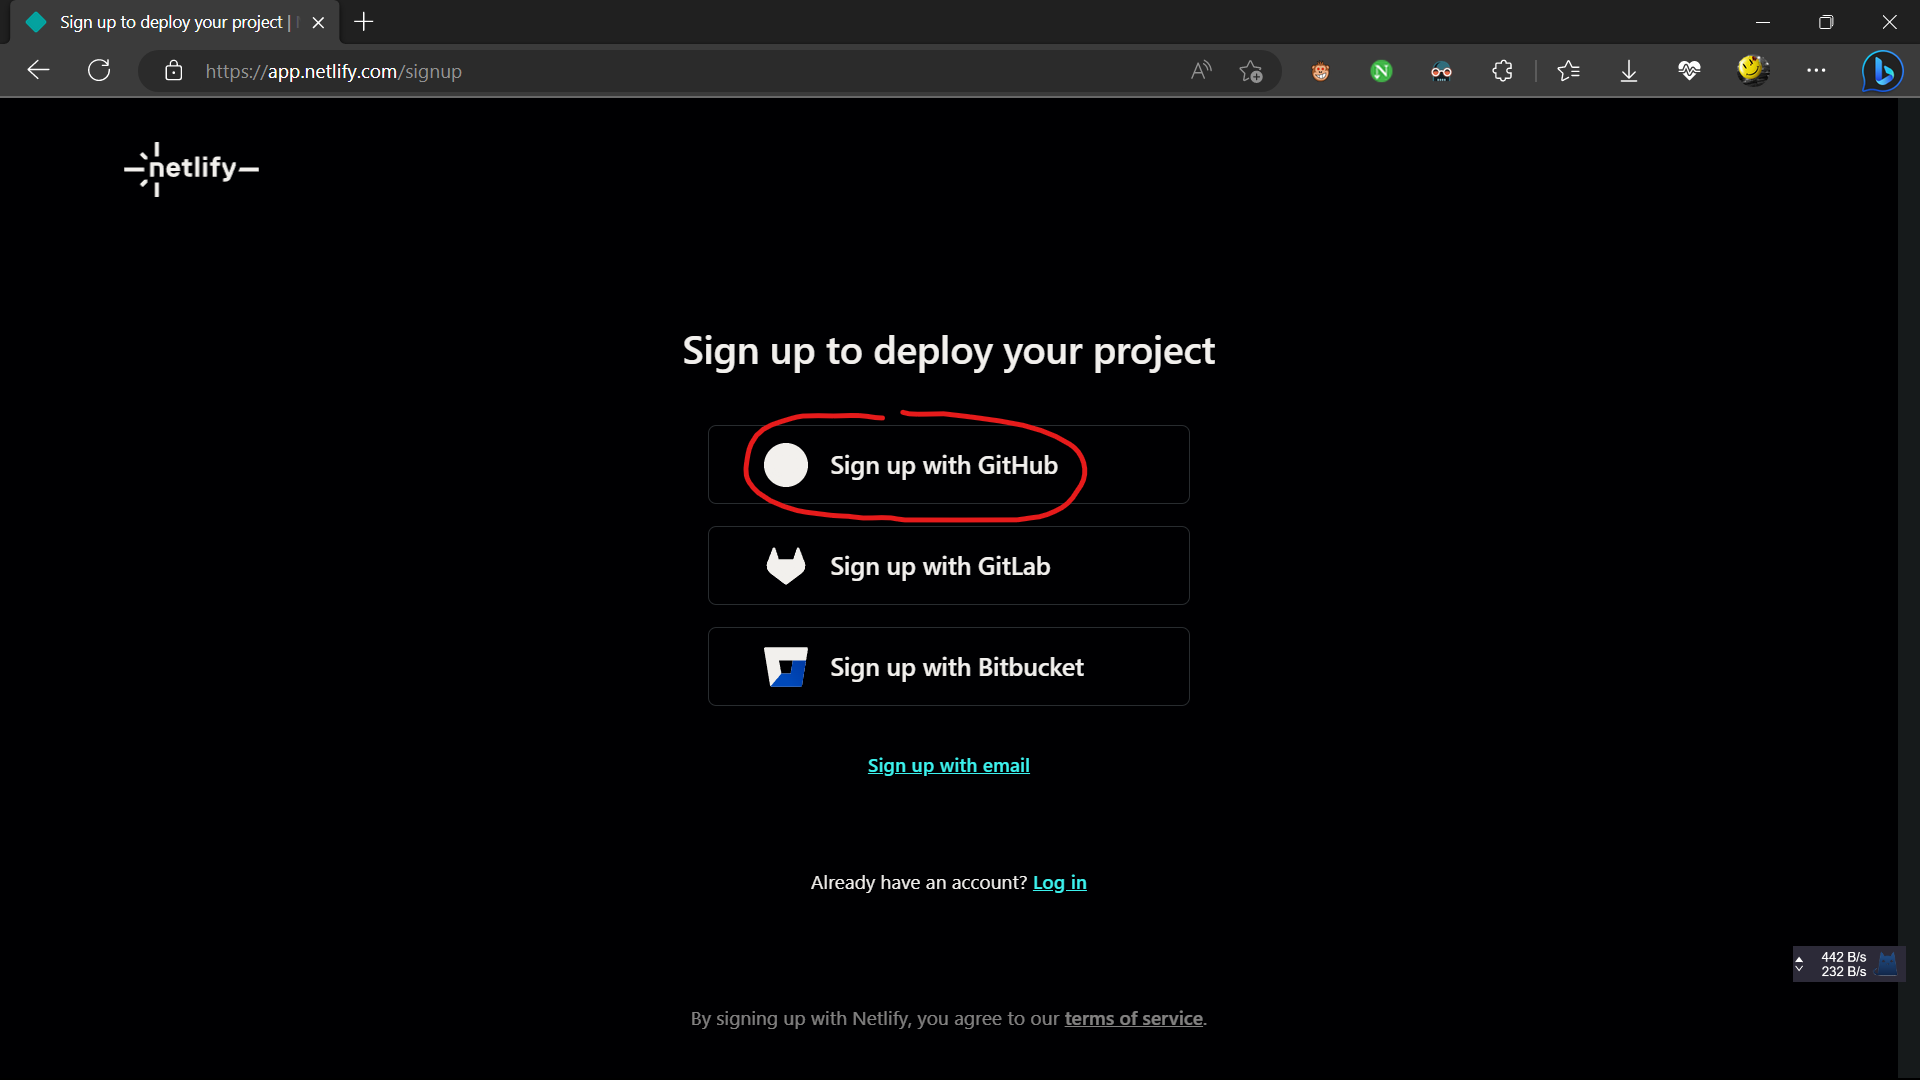 Sign up to deploy your project |
https://app.netlify.com/signup
netlify
Sign up to deploy your project
Sign up with GitHub
Sign up with GitLab
Sign up with Bitbucket
Sign up with email
Already have an account? Log in
442 B/s
232 B/s
By signing up with Netlify, you agree to our terms of service.